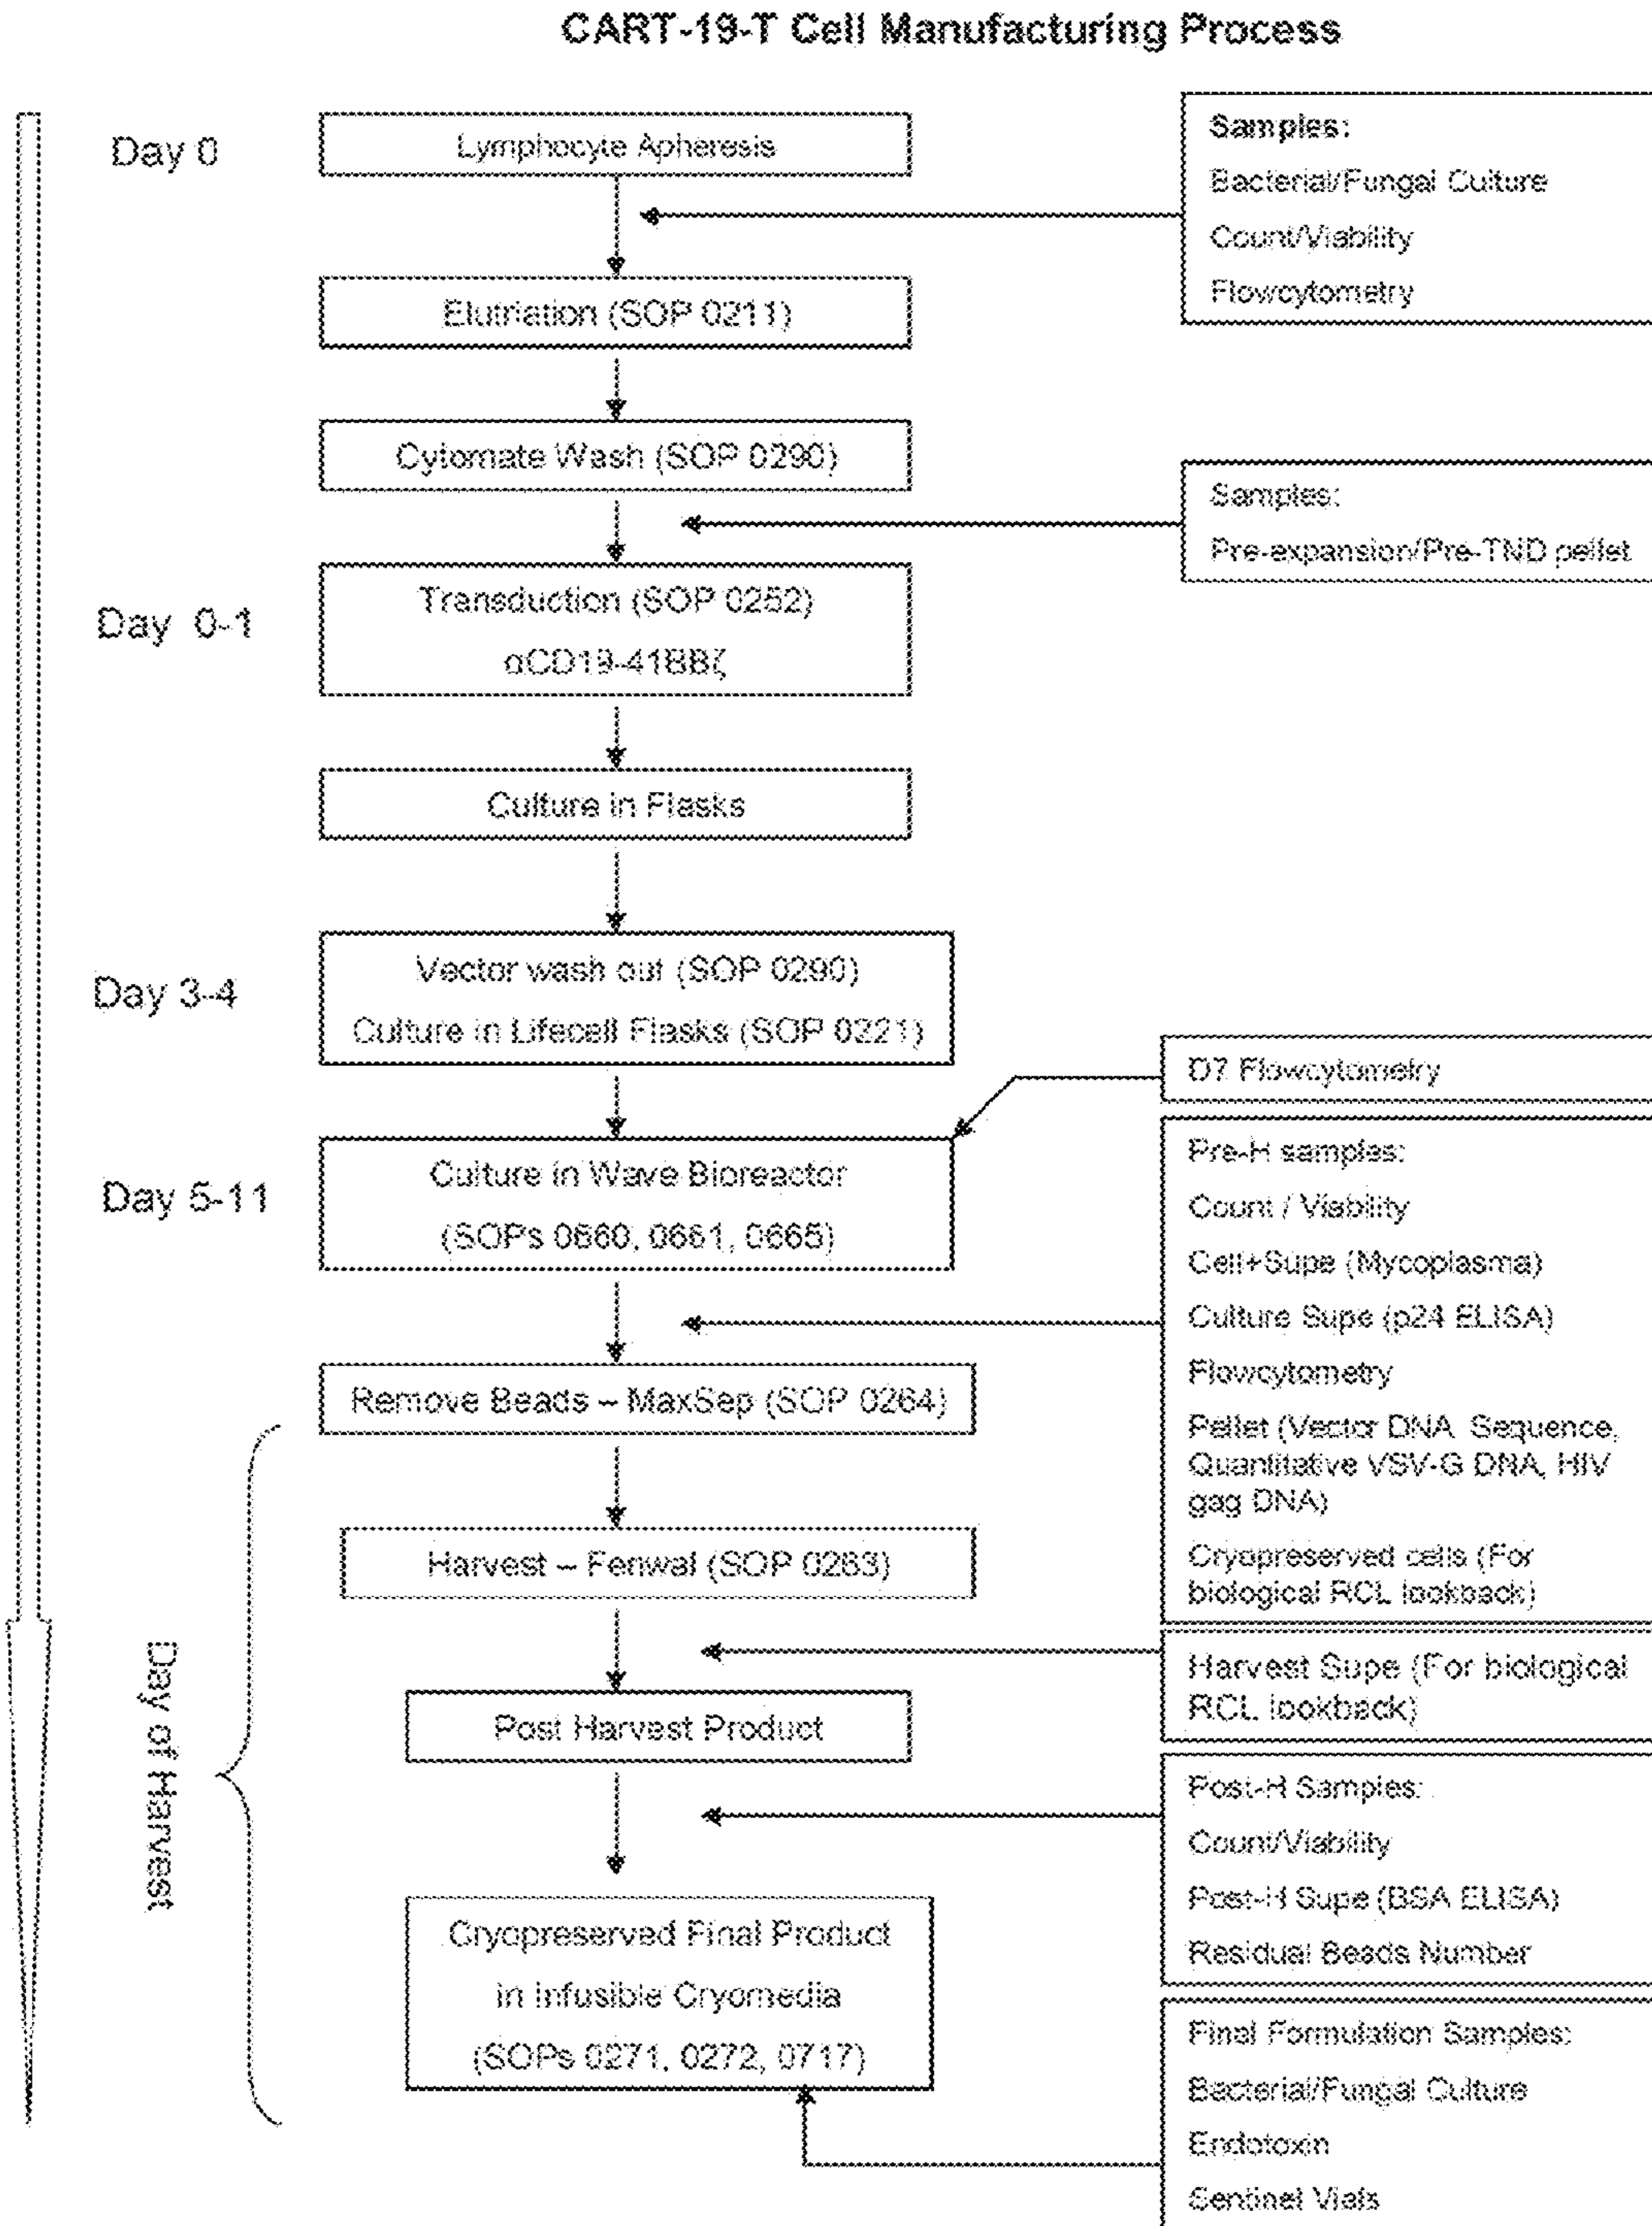 CART-19-T Cell Manufacturing Process
Day 0
Lymphocyte Apheresis
Samples:
Bacterial/Fungal Culture
Count/Viability
Flowcytometry
Elutriation (SOP 0211)
Cytomate Wash (SOP 0290)
Samples:
Pre-expansion/Pre-TND pellet
Day 0-1
Transduction (SOP 0252)
αCD19-41BBζ
Culture in Flasks
Day 3-4
Vector wash out (SOP 0290)
Culture in Lifecell Flasks (SOP 0221)
D7 Flowcytometry
Day 5-11
Culture in Wave Bioreactor
(SOPs 0660, 0661, 0665)
Pre-H samples:
Count / Viability
Cell+Supe (Mycoplasma)
Culture Supe (p24 ELISA)
Flowcytometry
Pellet (Vector DNA Sequence,
Quantitative VSV-G DNA, HIV
gag DNA)
Cryopreserved cells (For
biological RCL lookback)
Remove Beads – MaxSep (SOP 0264)
Harvest – Fenwal (SOP 0263)
Harvest Supe (For biological
RCL lookback)
Day of Harvest
Post Harvest Product
Post-H Samples:
Count/Viability
Post-H Supe (BSA ELISA)
Residual Beads Number
Cryopreserved Final Product
in Infusible Cryomedia
(SOPs 0271, 0272, 0717)
Final Formulation Samples:
Bacterial/Fungal Culture
Endotoxin
Sentinel Vials